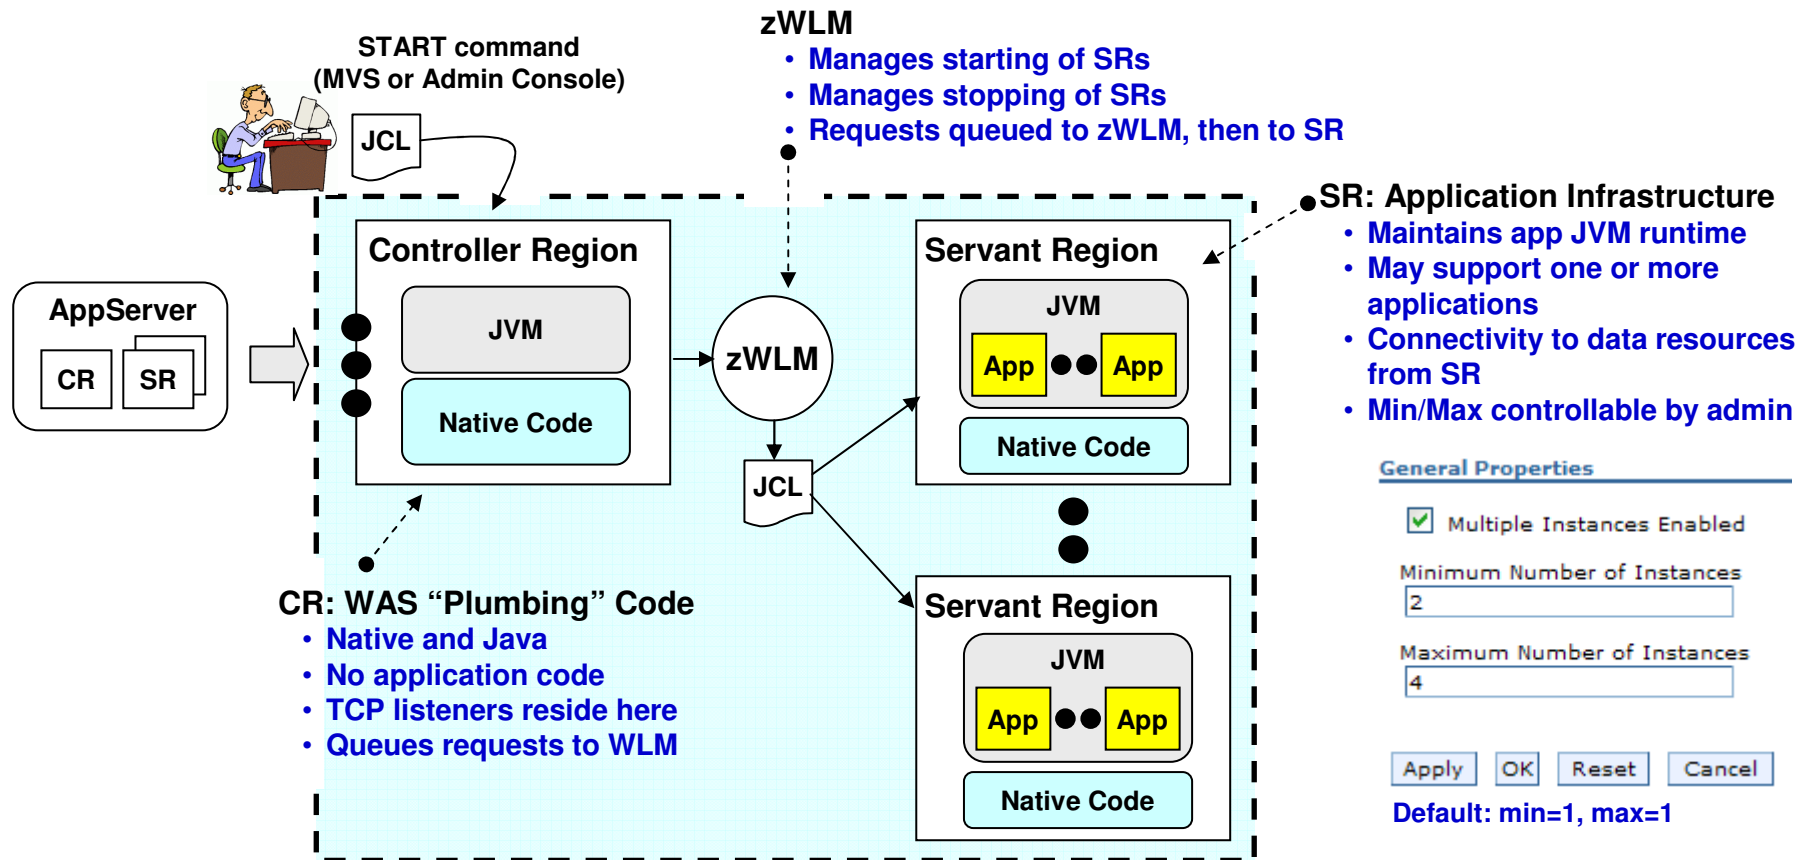 zWLM
• Manages starting of SRs
• Manages stopping of SRs
• Requests queued to zWLM, then to SR
START command
(MVS or Admin Console)
JCL
AppServer
CR
SR
Controller Region
JVM
Native Code
zWLM
JCL
Servant Region
JVM
App
App
Native Code
Servant Region
JVM
App
App
Native Code
CR: WAS “Plumbing” Code
• Native and Java
• No application code
• TCP listeners reside here
• Queues requests to WLM
SR: Application Infrastructure
• Maintains app JVM runtime
• May support one or more
applications
• Connectivity to data resources
from SR
• Min/Max controllable by admin
General Properties
Multiple Instances Enabled
Minimum Number of Instances
2
Maximum Number of Instances
4
Apply
OK
Reset
Cancel
Default: min=1, max=1